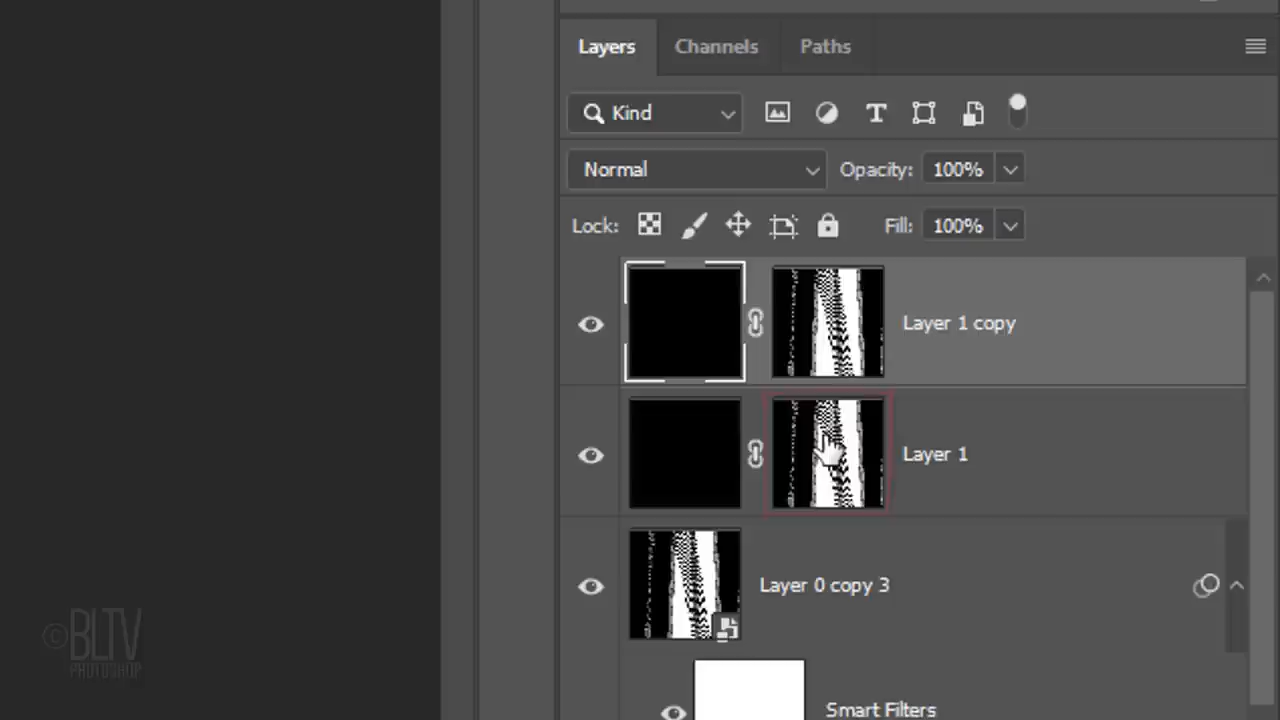 Layers Channels Paths
Kind
Normal Opacity: 100%
Lock: Fill: 100%
Layer 1 copy
Layer 1
Layer 0 copy 3
Smart Filters
©BLTV
PHOTOSHOP